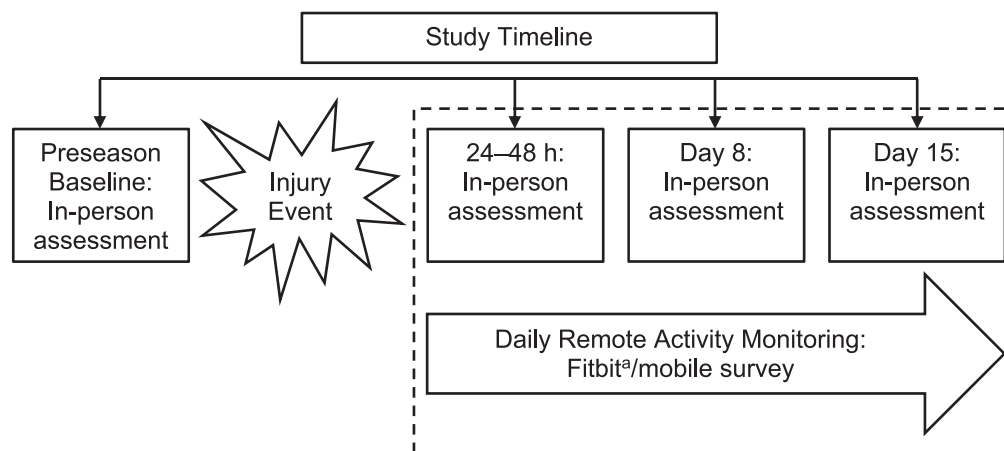 Study Timeline
Preseason
Baseline:
In-person
assessment
Injury
Event
24–48 h:
In-person
assessment
Day 8:
In-person
assessment
Day 15:
In-person
assessment
Daily Remote Activity Monitoring:
Fitbitᵃ/mobile survey